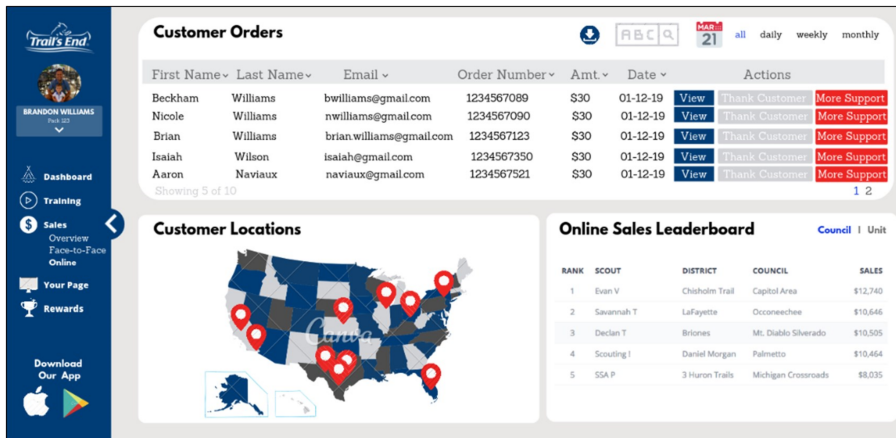 Trail's End
BRANDON WILLIAMS
Pack 123
Dashboard
Training
Sales
Overview
Face-to-Face
Online
Your Page
Rewards
Download
Our App
Customer Orders
ABC
MAR
21
all daily weekly monthly
First Name Last Name Email Order Number Amt. Date Actions
Beckham Williams bwilliams@gmail.com 1234567089 $30 01-12-19 View Thank Customer More Support
Nicole Williams nwilliams@gmail.com 1234567090 $30 01-12-19 View Thank Customer More Support
Brian Williams brian.williams@gmail.com 1234567123 $30 01-12-19 View Thank Customer More Support
Isaiah Wilson isaiah@gmail.com 1234567350 $30 01-12-19 View Thank Customer More Support
Aaron Naviaux naviaux@gmail.com 1234567521 $30 01-12-19 View Thank Customer More Support
Showing 5 of 10
1 2
Customer Locations
Canva
Online Sales Leaderboard
Council | Unit
RANK SCOUT DISTRICT COUNCIL SALES
1 Evan V Chisholm Trail Capitol Area $12,740
2 Savannah T LaFayette Occoneechee $10,646
3 Declan T Briones Mt. Diablo Silverado $10,505
4 Scouting ! Daniel Morgan Palmetto $10,464
5 SSA P 3 Huron Trails Michigan Crossroads $8,035